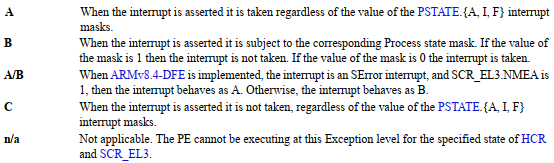 A When the interrupt is asserted it is taken regardless of the value of the PSTATE.{A, I, F} interrupt
masks.
B When the interrupt is asserted it is subject to the corresponding Process state mask. If the value of
the mask is 1 then the interrupt is not taken. If the value of the mask is 0 the interrupt is taken.
A/B When ARMv8.4-DFE is implemented, the interrupt is an SError interrupt, and SCR_EL3.NMEA is
1, then the interrupt behaves as A. Otherwise, the interrupt behaves as B.
C When the interrupt is asserted it is not taken, regardless of the value of the PSTATE.{A, I, F}
interrupt masks.
n/a Not applicable. The PE cannot be executing at this Exception level for the specified state of HCR
and SCR_EL3.